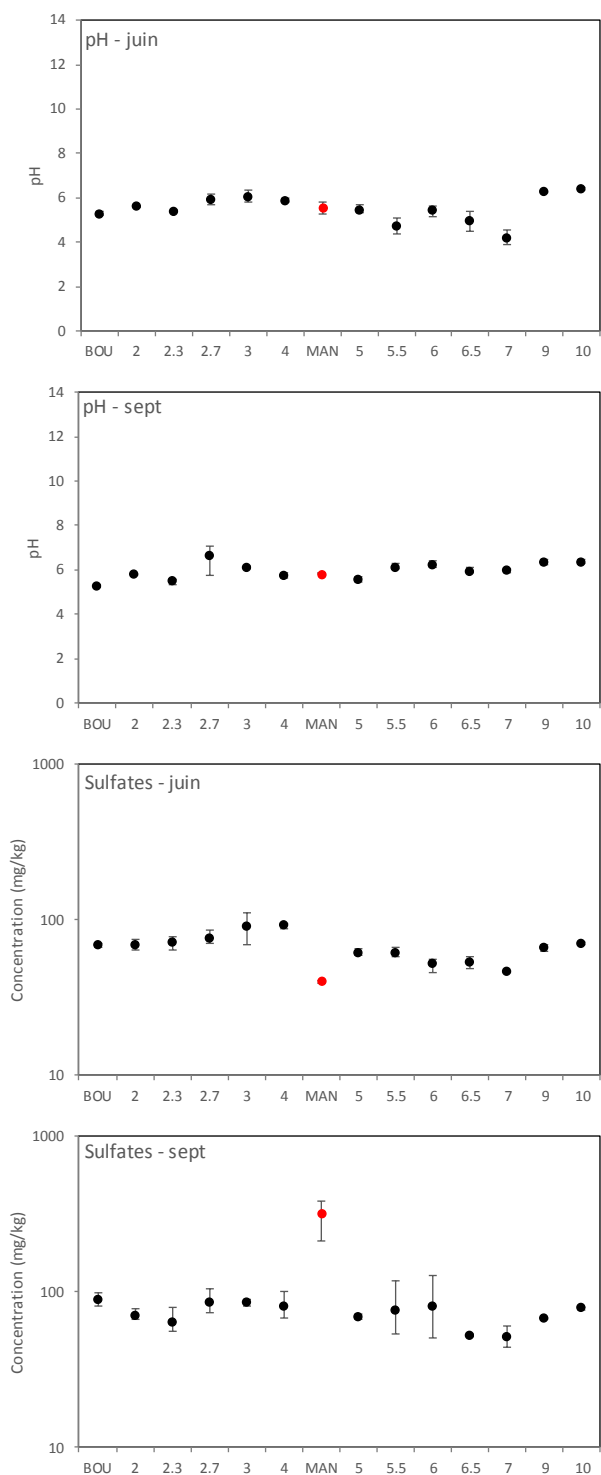 pH - juin
14
12
10
8
6
4
2
0
pH
BOU 2 2.3 2.7 3 4 MAN 5 5.5 6 6.5 7 9 10
pH - sept
14
12
10
8
6
4
2
0
pH
BOU 2 2.3 2.7 3 4 MAN 5 5.5 6 6.5 7 9 10
Sulfates - juin
1000
100
10
Concentration (mg/kg)
BOU 2 2.3 2.7 3 4 MAN 5 5.5 6 6.5 7 9 10
Sulfates - sept
1000
100
10
Concentration (mg/kg)
BOU 2 2.3 2.7 3 4 MAN 5 5.5 6 6.5 7 9 10